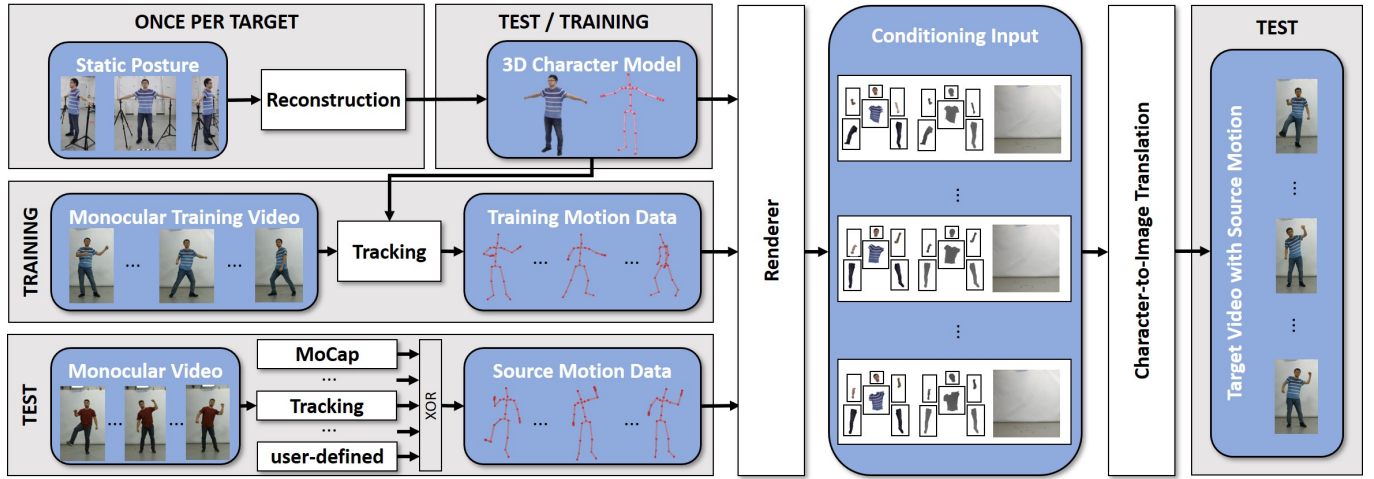 ONCE PER TARGET
Static Posture
Reconstruction
TEST / TRAINING
3D Character Model
TRAINING
Monocular Training Video
...
...
Tracking
Training Motion Data
...
...
TEST
Monocular Video
...
...
MoCap
...
Tracking
...
user-defined
XOR
Source Motion Data
...
...
Renderer
Conditioning Input
...
...
Character-to-Image Translation
TEST
Target Video with Source Motion
...
...